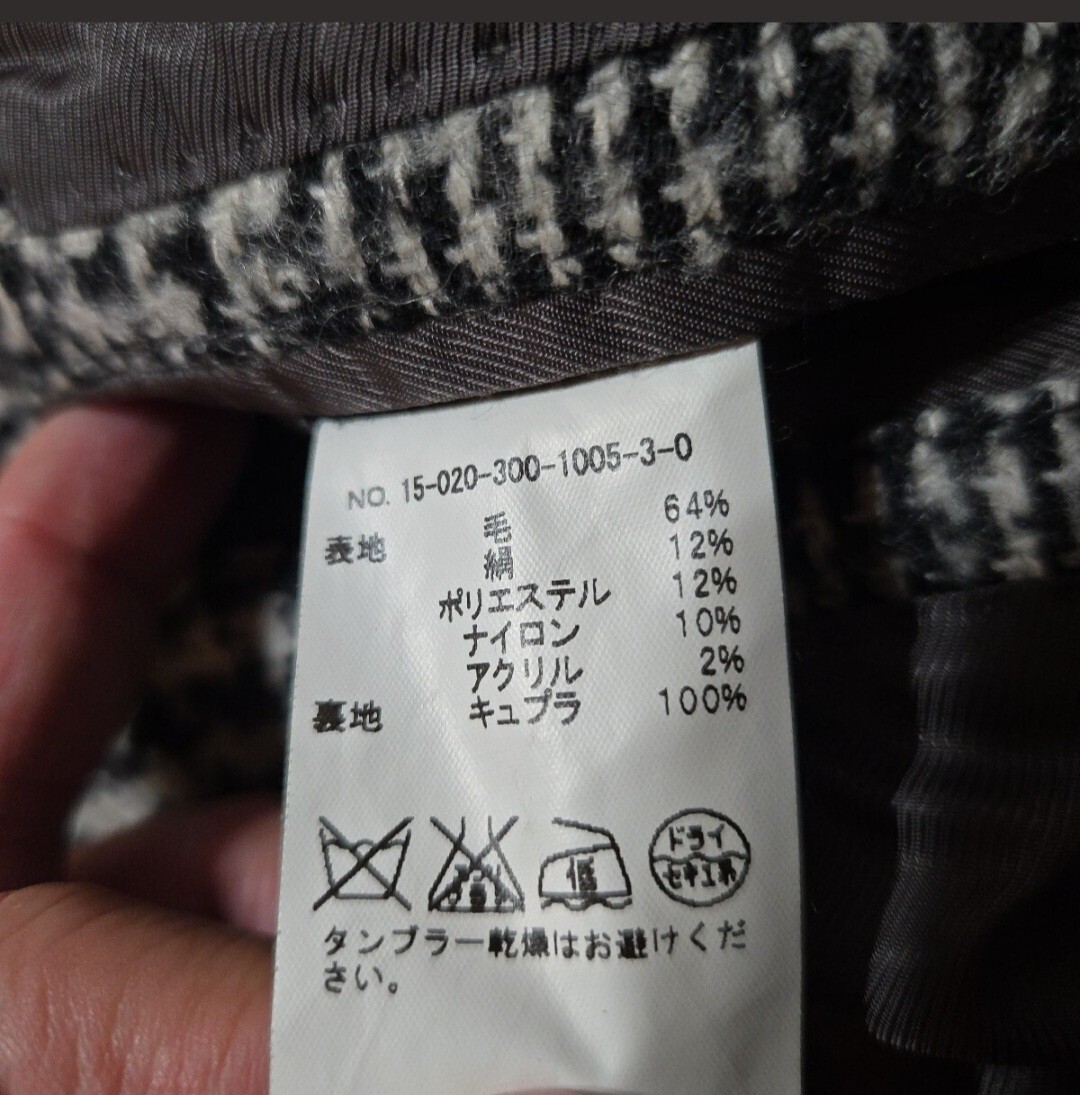 NO. 15-020-300-1005-3-0
表地 毛 64%
絹 12%
ポリエステル 12%
ナイロン 10%
アクリル 2%
裏地 キュプラ 100%
低
ドライ
セキユ系
タンブラー乾燥はお避けくだ
さい。